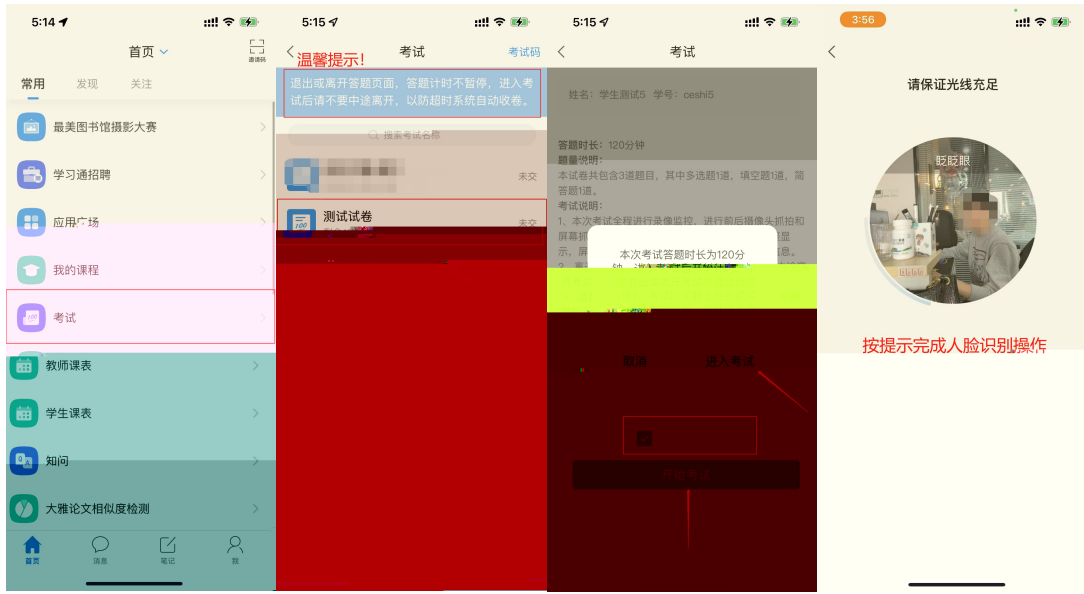 5:14
首页
邀请码
常用 发现 关注
最美图书馆摄影大赛
学习通招聘
应用广场
我的课程
考试
教师课表
学生课表
知问
大雅论文相似度检测
首页 消息 笔记 我
5:15
考试
考试码
温馨提示！
退出或离开答题页面，答题计时不暂停，进入考
试后请不要中途离开，以防超时系统自动收卷。
搜索考试名称
未交
测试试卷
未交
5:15
考试
姓名：学生测试5 学号：ceshi5
答题时长：120分钟
题量说明：
本试卷共包含3道题目，其中多选题1道，填空题1道，简
答题1道。
考试说明：
1、本次考试全程进行录像监控，进行前后摄像头抓拍和
屏幕抓
示，屏
本次考试答题时长为120分
取消 进入考试
开始考试
3:56
请保证光线充足
眨眨眼
按提示完成人脸识别操作